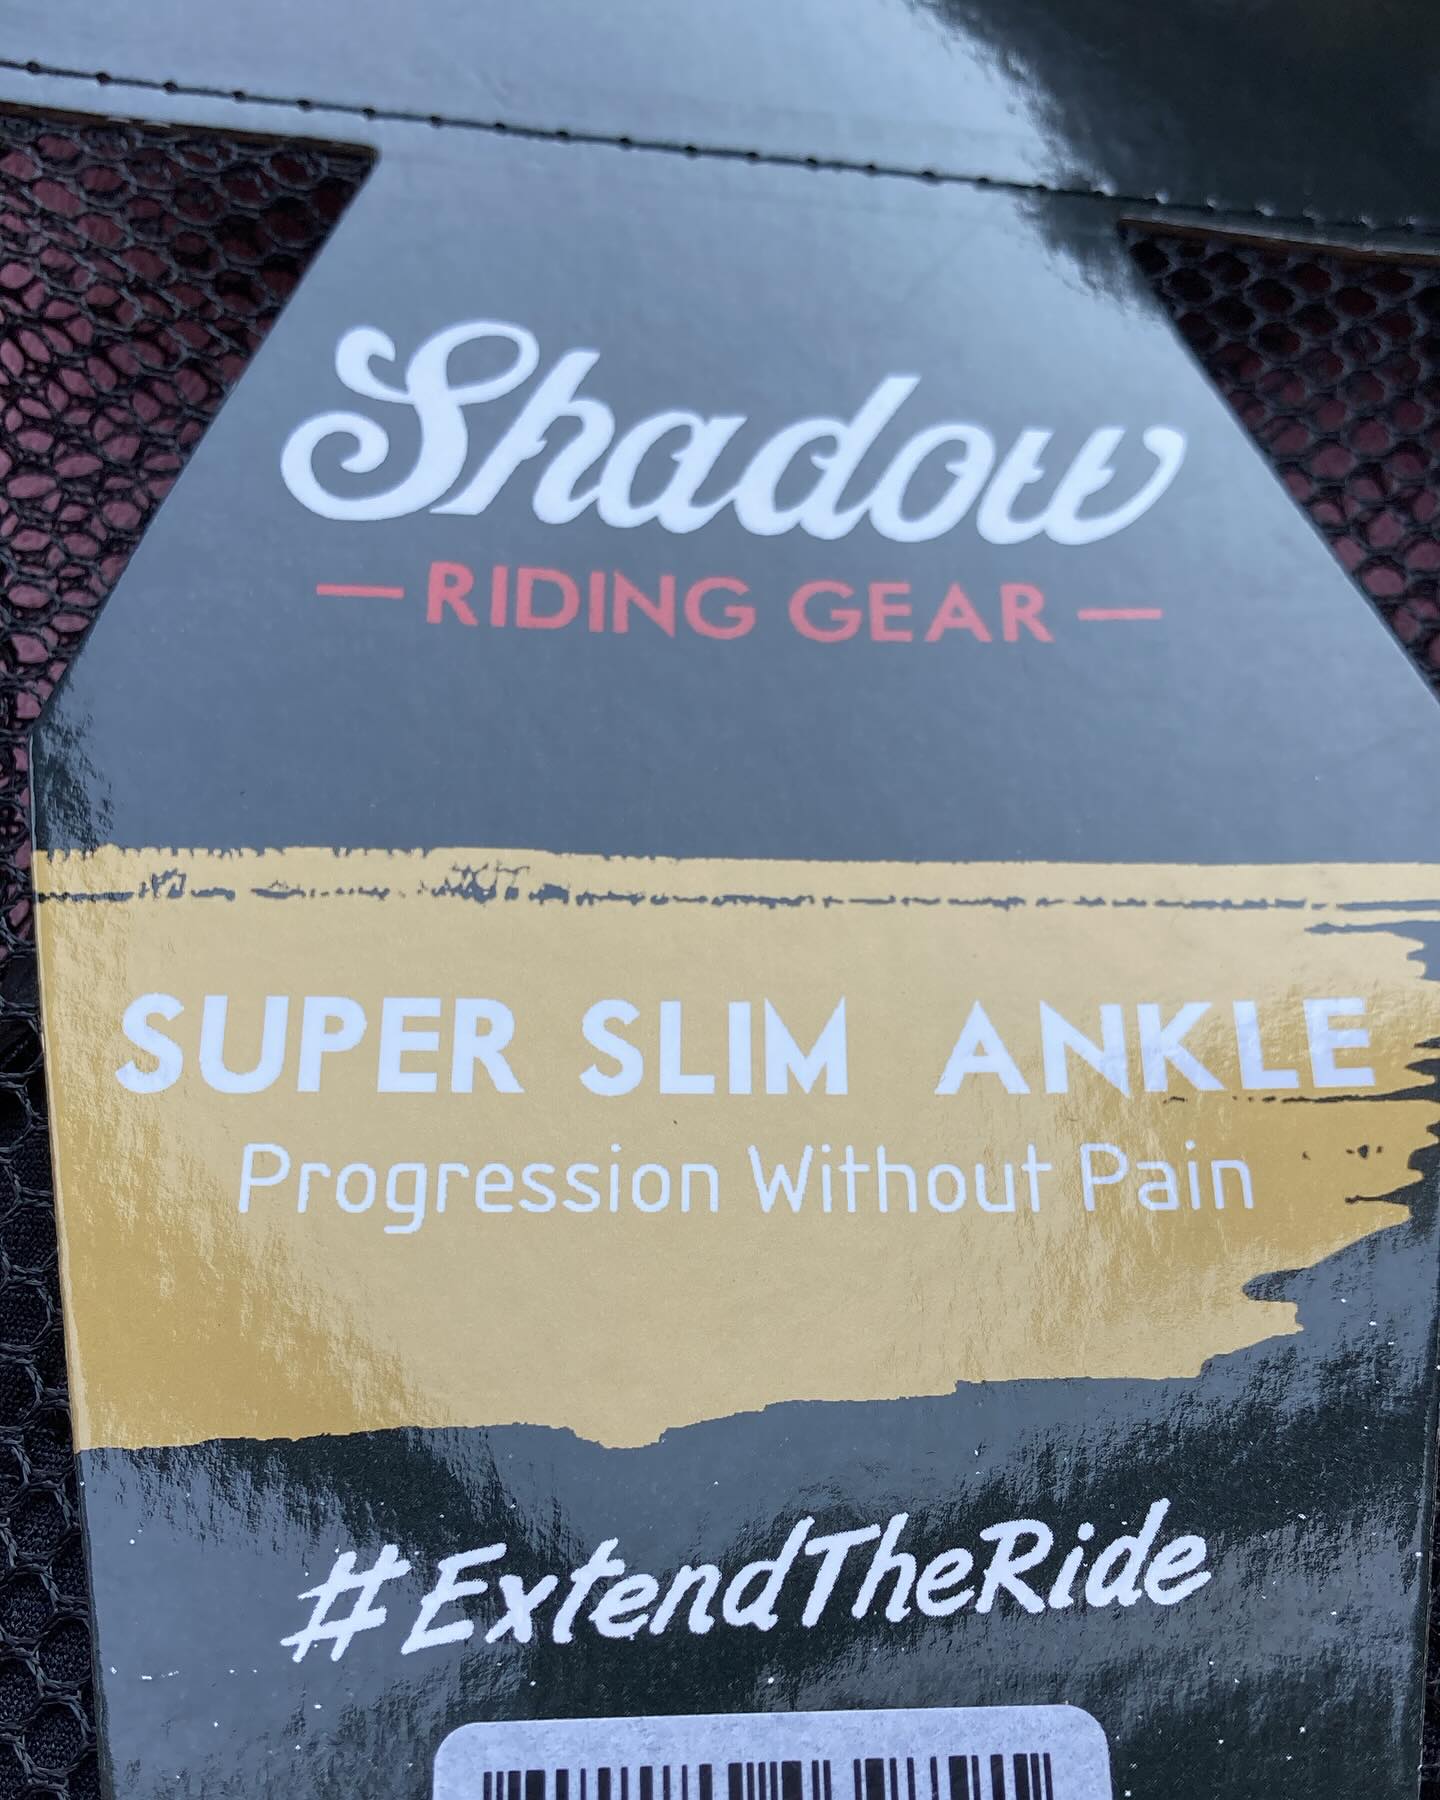 Shadow
— RIDING GEAR —
SUPER SLIM ANKLE
Progression Without Pain
#ExtendTheRide